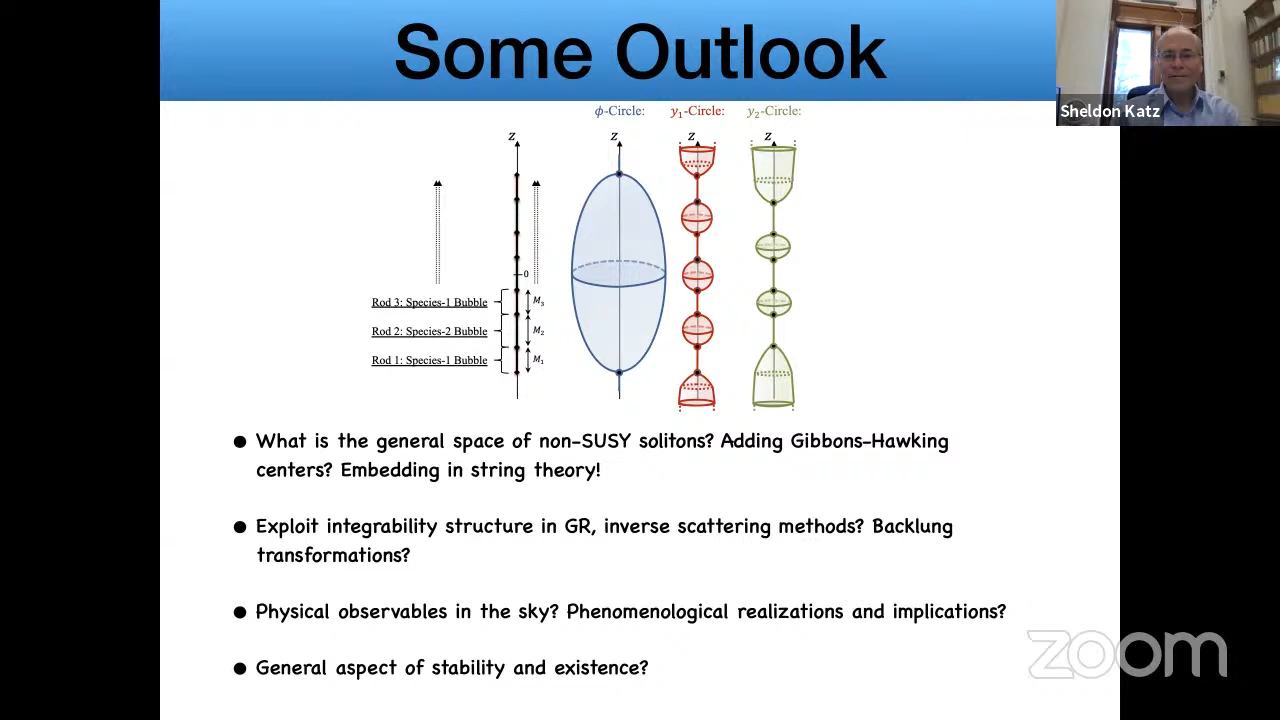 Some Outlook
Sheldon Katz
ϕ-Circle:
y₁-Circle:
y₂-Circle:
z
z
z
z
0
Rod 3: Species-1 Bubble
M₃
Rod 2: Species-2 Bubble
M₂
Rod 1: Species-1 Bubble
M₁
● What is the general space of non-SUSY solitons? Adding Gibbons-Hawking
centers? Embedding in string theory!
● Exploit integrability structure in GR, inverse scattering methods? Backlung
transformations?
● Physical observables in the sky? Phenomenological realizations and implications?
● General aspect of stability and existence?
zoom